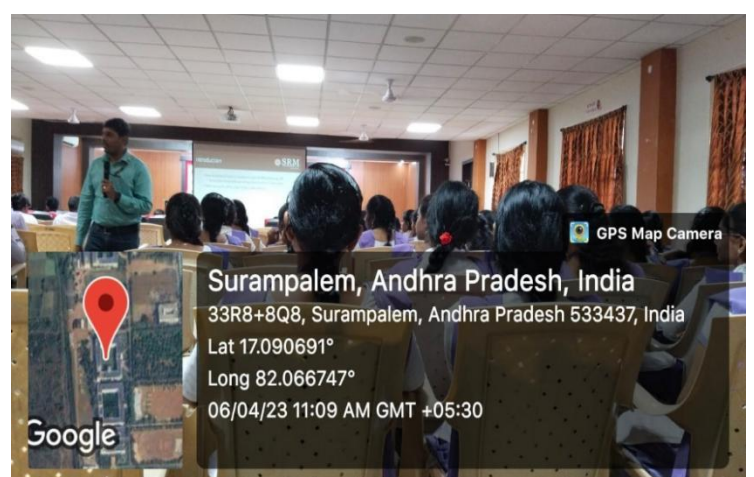 Introduction
SRM
GPS Map Camera
Surampalem, Andhra Pradesh, India
33R8+8Q8, Surampalem, Andhra Pradesh 533437, India
Lat 17.090691°
Long 82.066747°
06/04/23 11:09 AM GMT +05:30
Google